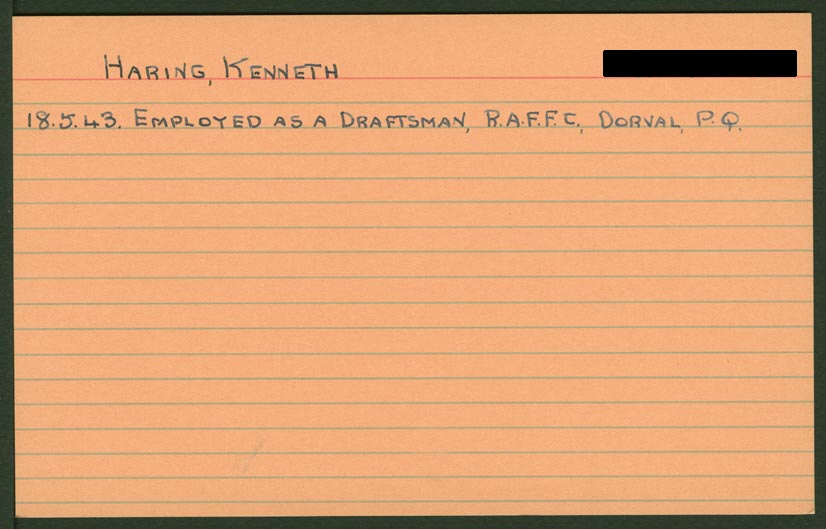 HARING, KENNETH
18.5.43. EMPLOYED AS A DRAFTSMAN, R.A.F.F.C., DORVAL, P.Q.